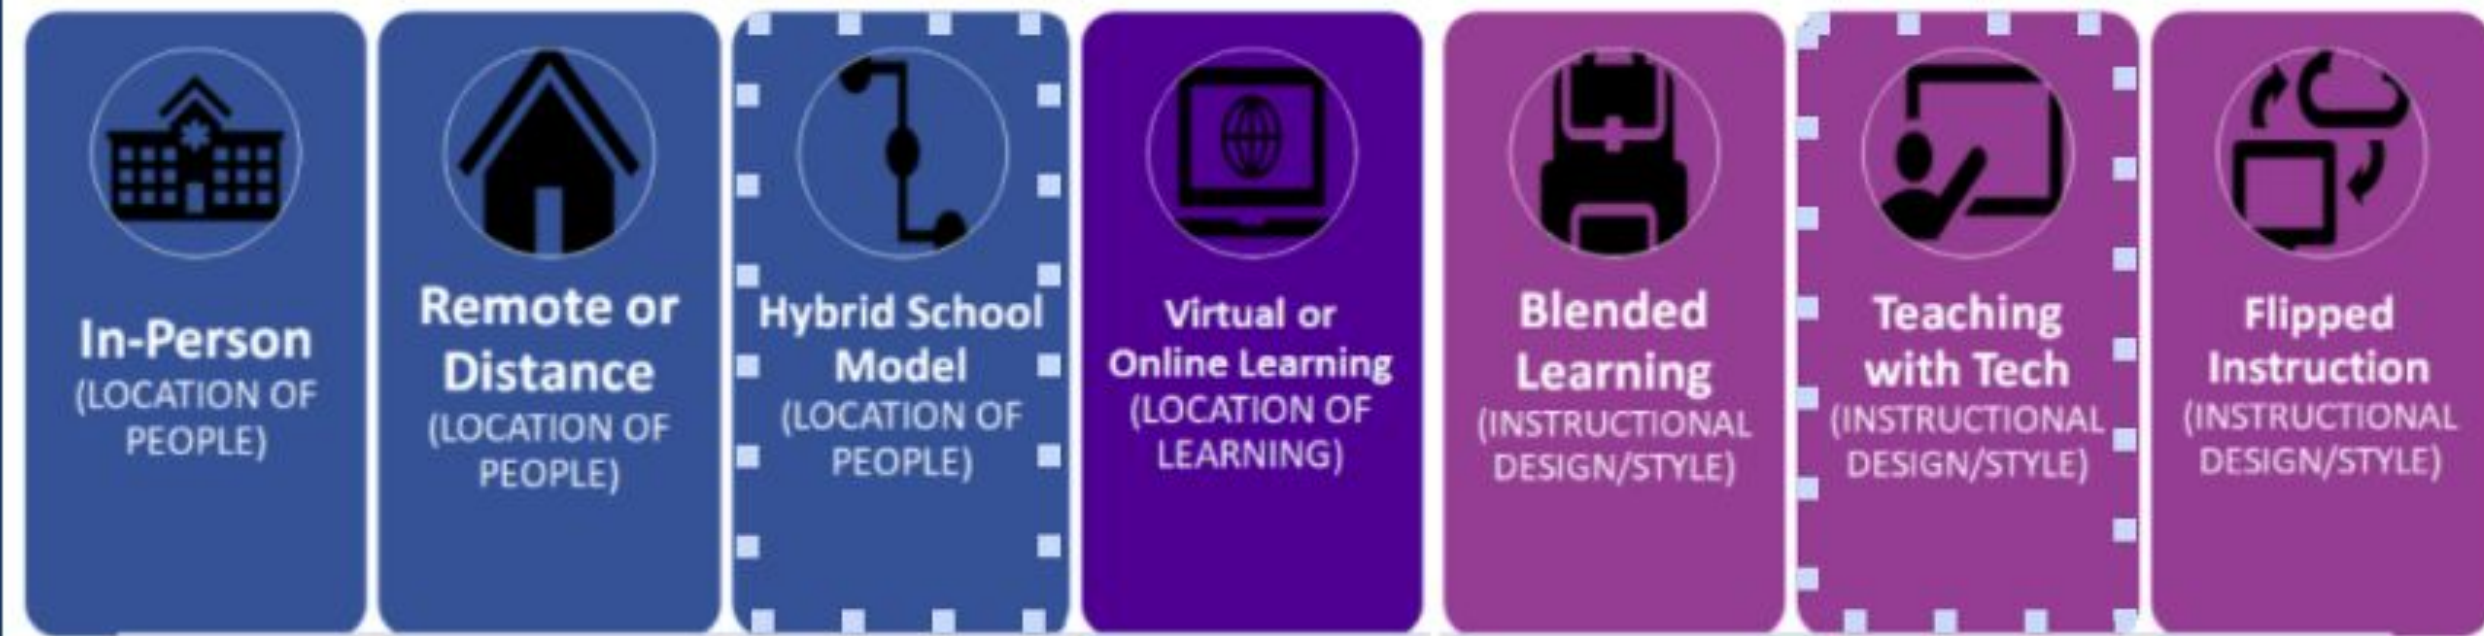 In-Person
(LOCATION OF
PEOPLE)
Remote or
Distance
(LOCATION OF
PEOPLE)
Hybrid School
Model
(LOCATION OF
PEOPLE)
Virtual or
Online Learning
(LOCATION OF
LEARNING)
Blended
Learning
(INSTRUCTIONAL
DESIGN/STYLE)
Teaching
with Tech
(INSTRUCTIONAL
DESIGN/STYLE)
Flipped
Instruction
(INSTRUCTIONAL
DESIGN/STYLE)